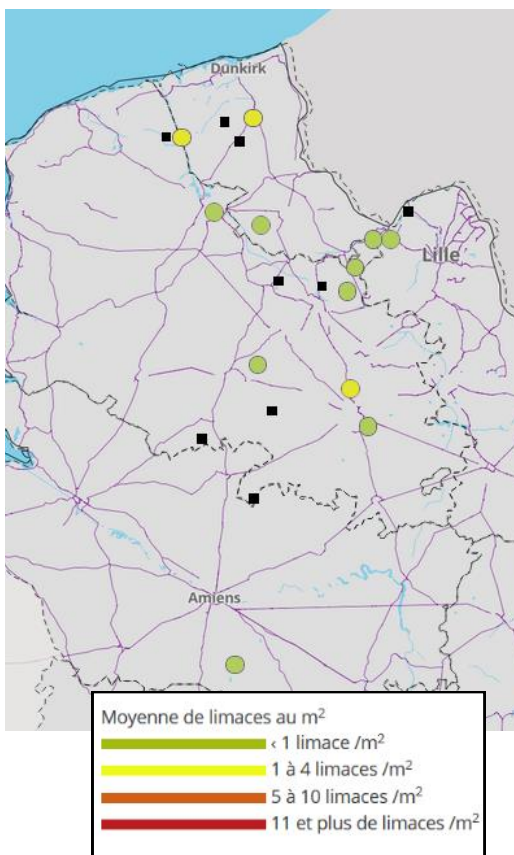 Dunkirk
Lille
Amiens
Moyenne de limaces au m²
< 1 limace /m²
1 à 4 limaces /m²
5 à 10 limaces /m²
11 et plus de limaces /m²